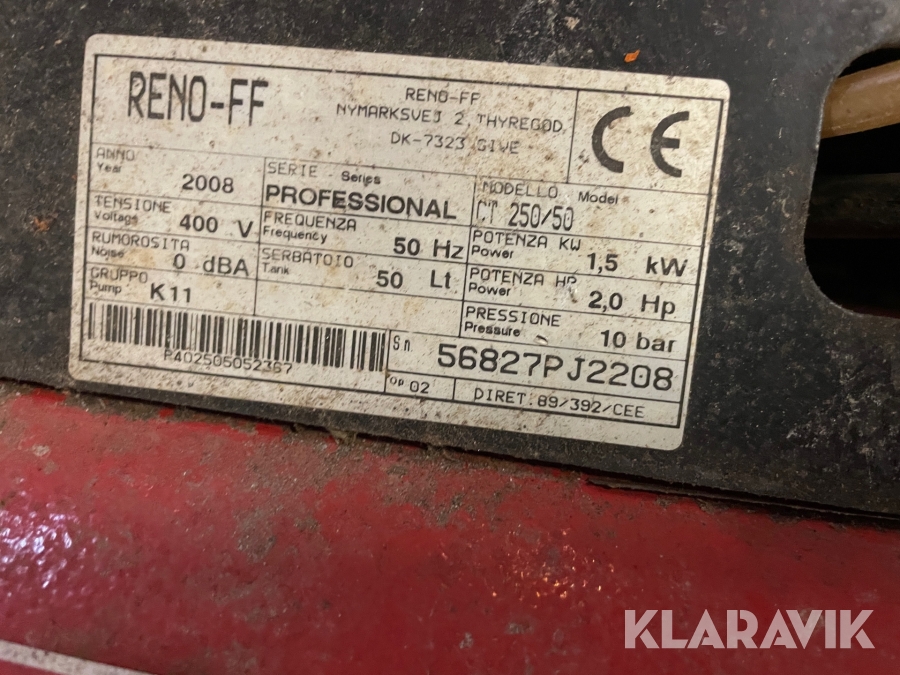 RENO-FF
RENO-FF
NYMARKSVEJ 2, THYREGOD
DK-7323 GIVE
CE
ANNO
Year
2008
SERIE Series
PROFESSIONAL
MODELLO Model
CT 250/50
TENSIONE
Voltage
400 V
FREQUENZA
Frequency
50 Hz
POTENZA KW
Power
1,5 kW
RUMOROSITA
Noise
0 dBA
SERBATOIO
Tank
50 Lt
POTENZA HP
Power
2,0 Hp
GRUPPO
Pump
K11
PRESSIONE
Pressure
10 bar
P402505052367
S.n.
56827PJ2208
op 02
DIRET. 89/392/CEE
KLARAVIK